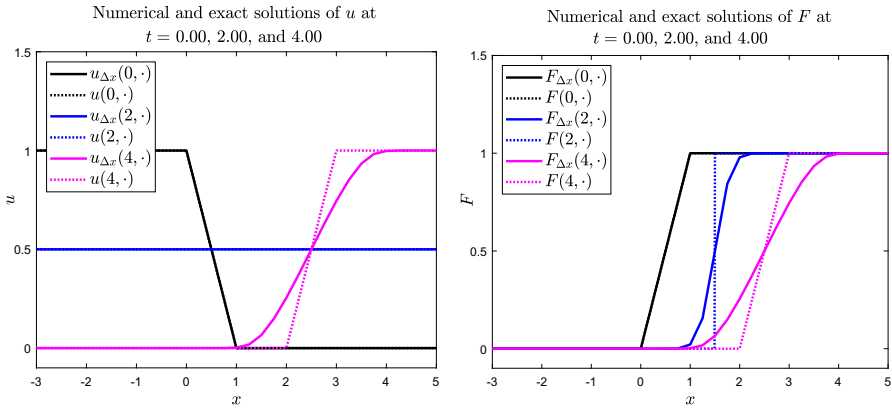 Numerical and exact solutions of u at
t = 0.00, 2.00, and 4.00
1.5
1
0.5
0
u
u_{Δx}(0, ·)
u(0, ·)
u_{Δx}(2, ·)
u(2, ·)
u_{Δx}(4, ·)
u(4, ·)
-3 -2 -1 0 1 2 3 4 5
x
Numerical and exact solutions of F at
t = 0.00, 2.00, and 4.00
1.5
1
0.5
0
F
F_{Δx}(0, ·)
F(0, ·)
F_{Δx}(2, ·)
F(2, ·)
F_{Δx}(4, ·)
F(4, ·)
-3 -2 -1 0 1 2 3 4 5
x